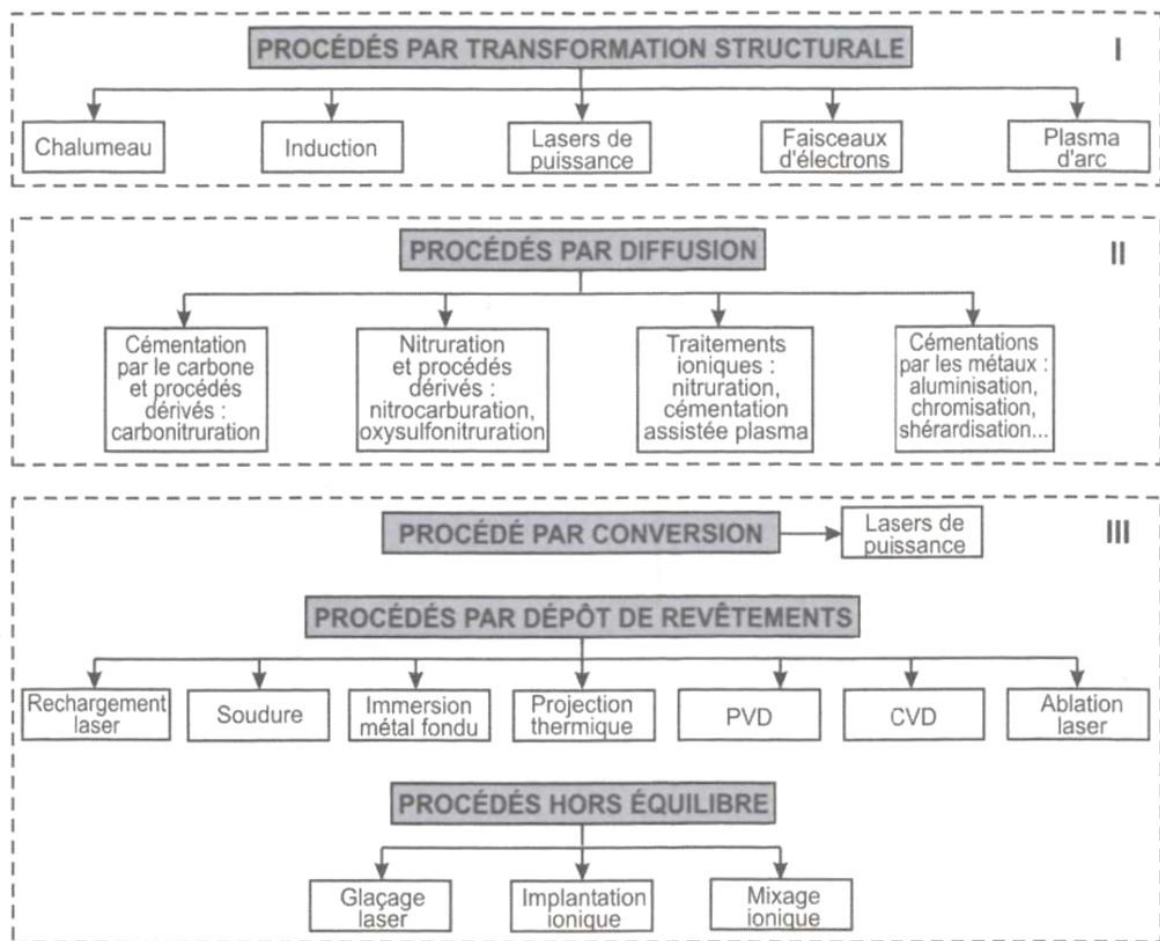 PROCÉDÉS PAR TRANSFORMATION STRUCTURALE
I
Chalumeau
Induction
Lasers de
puissance
Faisceaux
d'électrons
Plasma
d'arc
PROCÉDÉS PAR DIFFUSION
II
Cémentation
par le carbone
et procédés
dérivés :
carbonitruration
Nitruration
et procédés
dérivés :
nitrocarburation,
oxysulfonitruration
Traitements
ioniques :
nitruration,
cémentation
assistée plasma
Cémentations
par les métaux :
aluminisation,
chromisation,
shérardisation...
PROCÉDÉ PAR CONVERSION
Lasers de
puissance
III
PROCÉDÉS PAR DÉPÔT DE REVÊTEMENTS
Rechargement
laser
Soudure
Immersion
métal fondu
Projection
thermique
PVD
CVD
Ablation
laser
PROCÉDÉS HORS ÉQUILIBRE
Glaçage
laser
Implantation
ionique
Mixage
ionique